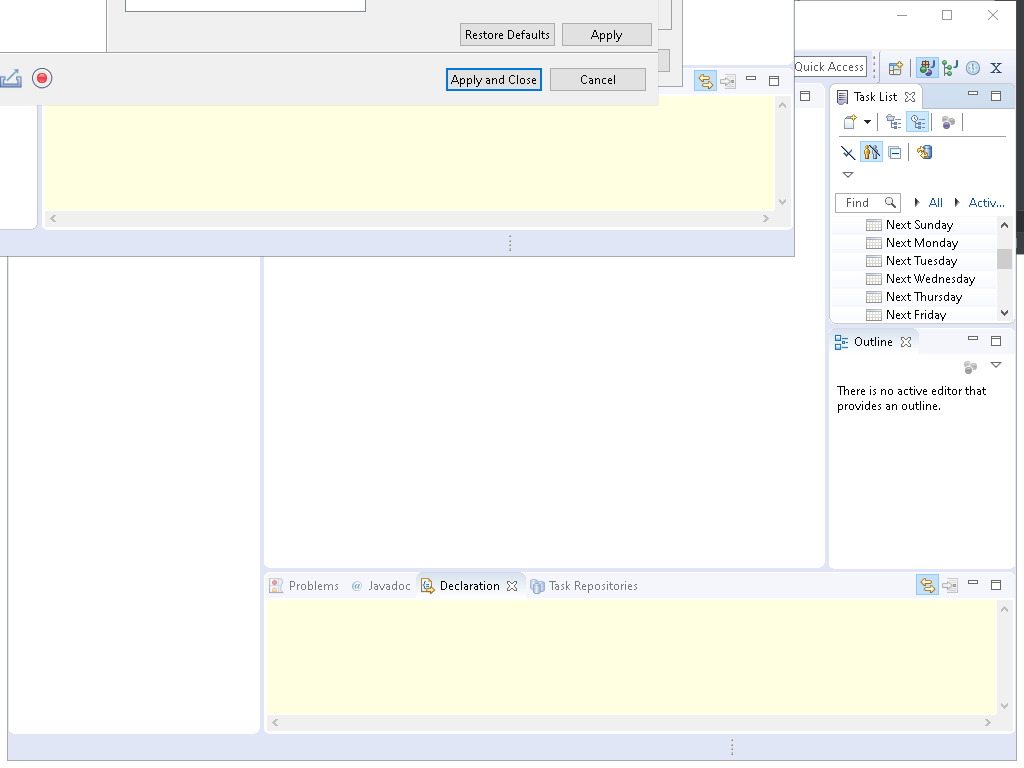 Restore Defaults
Apply
Apply and Close
Cancel
Quick Access
Task List
Find
All
Activ...
Next Sunday
Next Monday
Next Tuesday
Next Wednesday
Next Thursday
Next Friday
Outline
There is no active editor that
provides an outline.
Problems
@ Javadoc
Declaration
Task Repositories